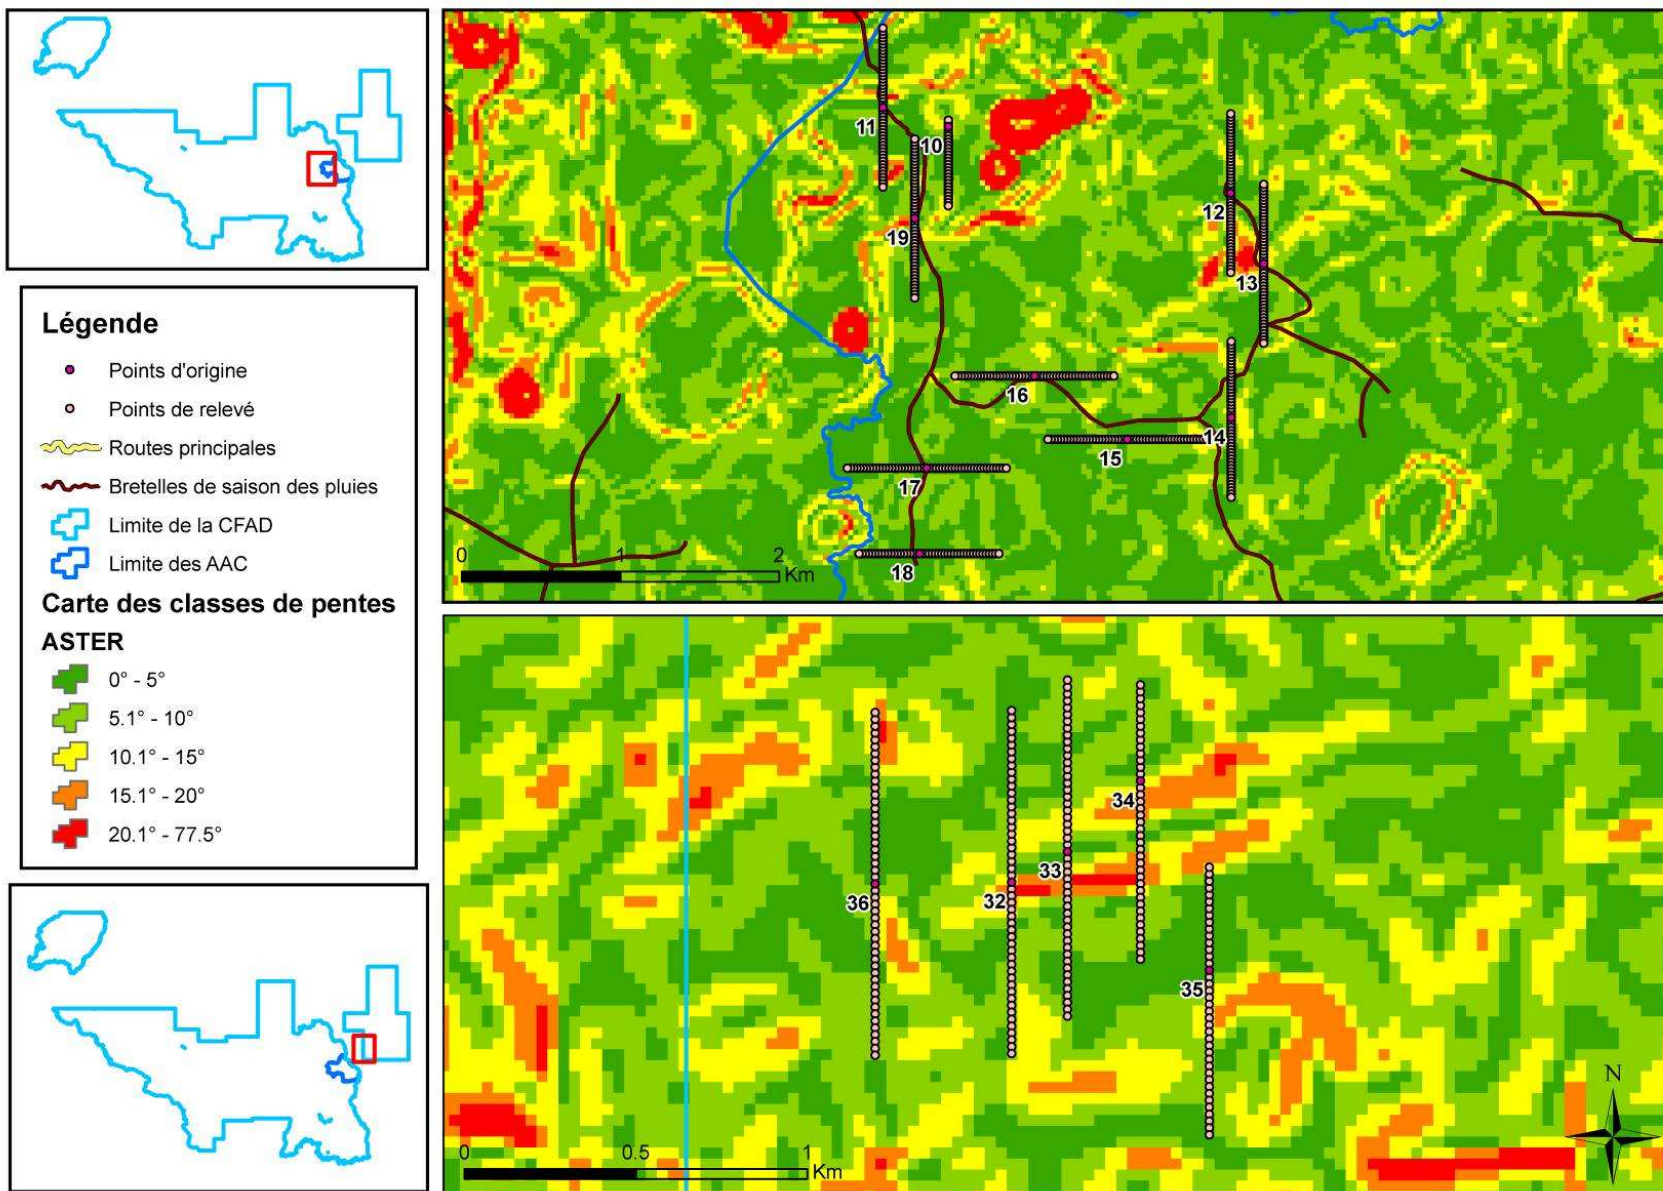 Légende
Points d'origine
Points de relevé
Routes principales
Bretelles de saison des pluies
Limite de la CFAD
Limite des AAC
Carte des classes de pentes
ASTER
0° - 5°
5.1° - 10°
10.1° - 15°
15.1° - 20°
20.1° - 77.5°
11
10
19
12
13
16
14
15
17
18
0 1 2
Km
34
33
32
36
35
N
0 0.5 1
Km